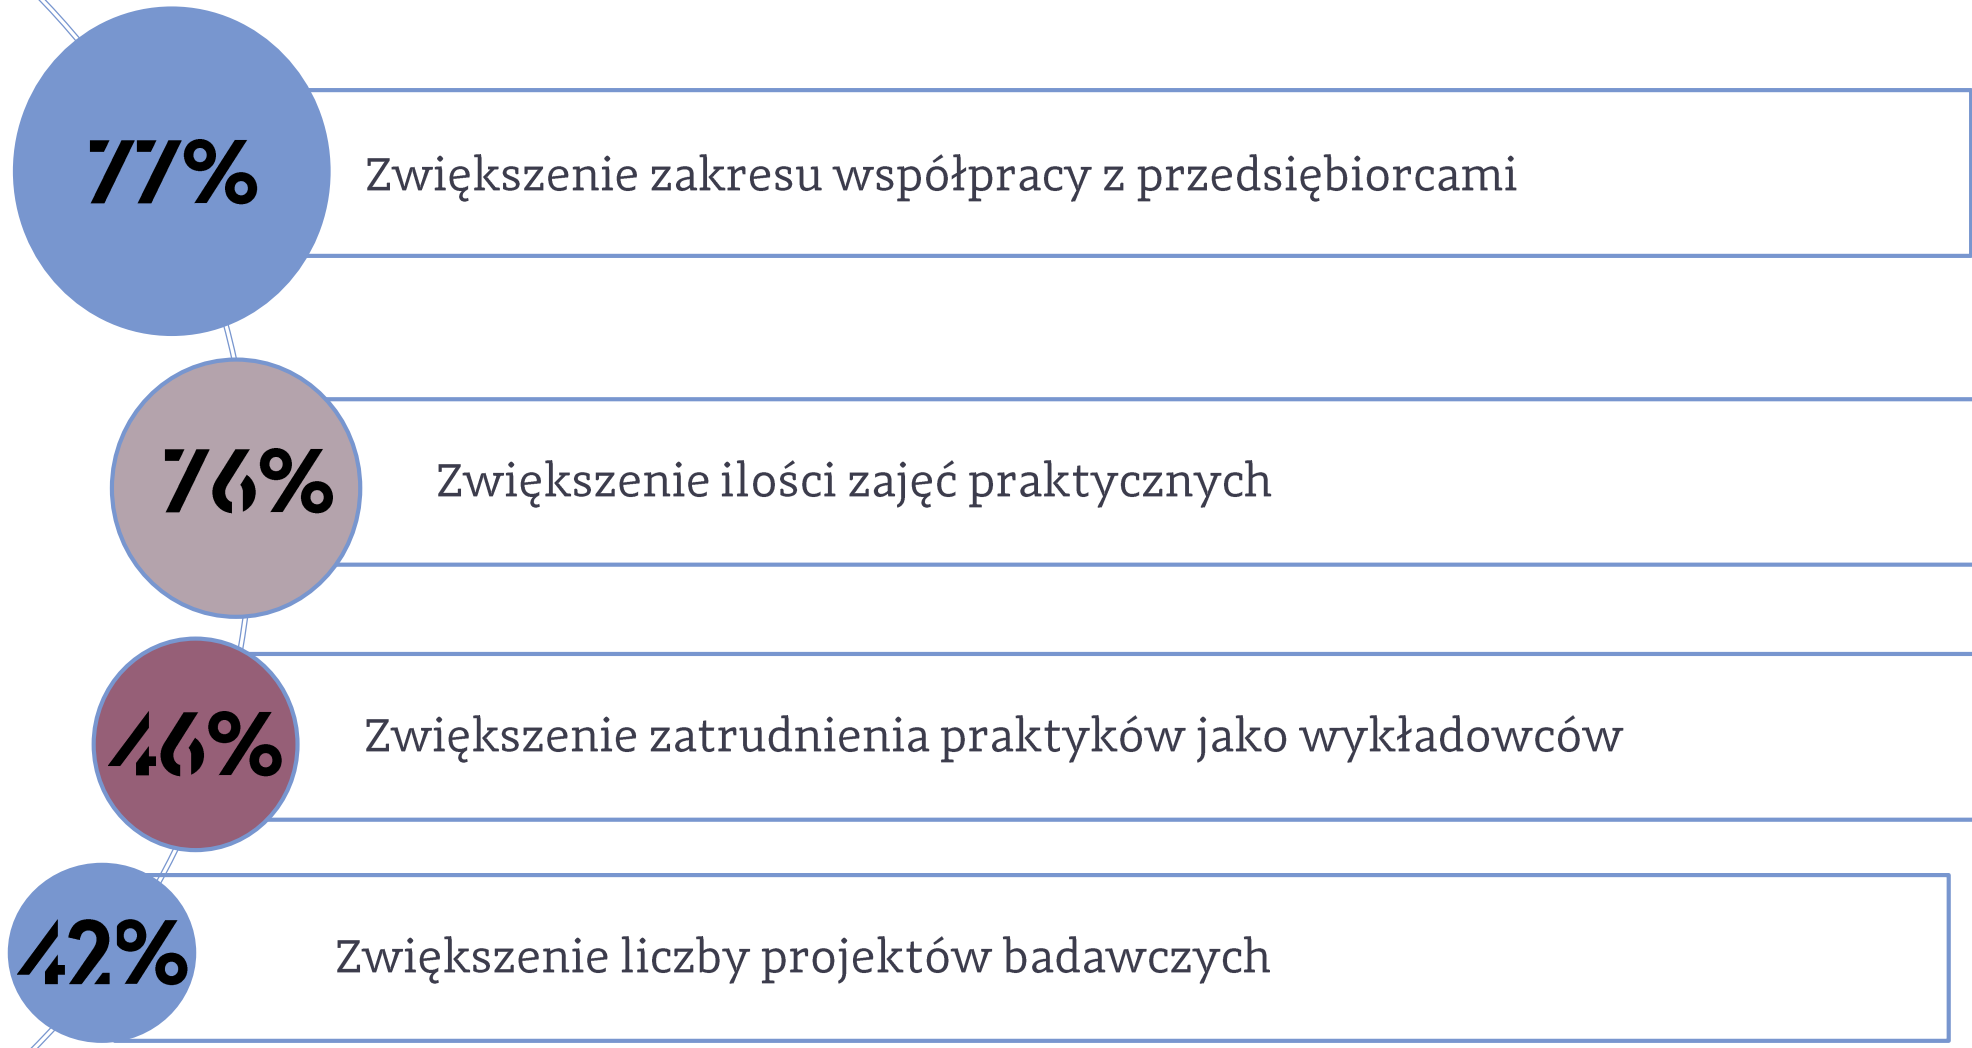 77%
Zwiększenie zakresu współpracy z przedsiębiorcami
76%
Zwiększenie ilości zajęć praktycznych
46%
Zwiększenie zatrudnienia praktyków jako wykładowców
42%
Zwiększenie liczby projektów badawczych